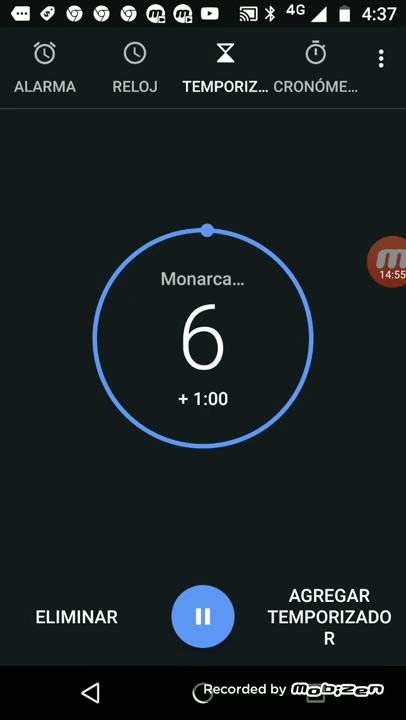 4G 4:37
ALARMA RELOJ TEMPORIZ... CRONÓME...
14:55
Monarca...
6
+ 1:00
ELIMINAR
AGREGAR
TEMPORIZADO
R
Recorded by MOBIZEN